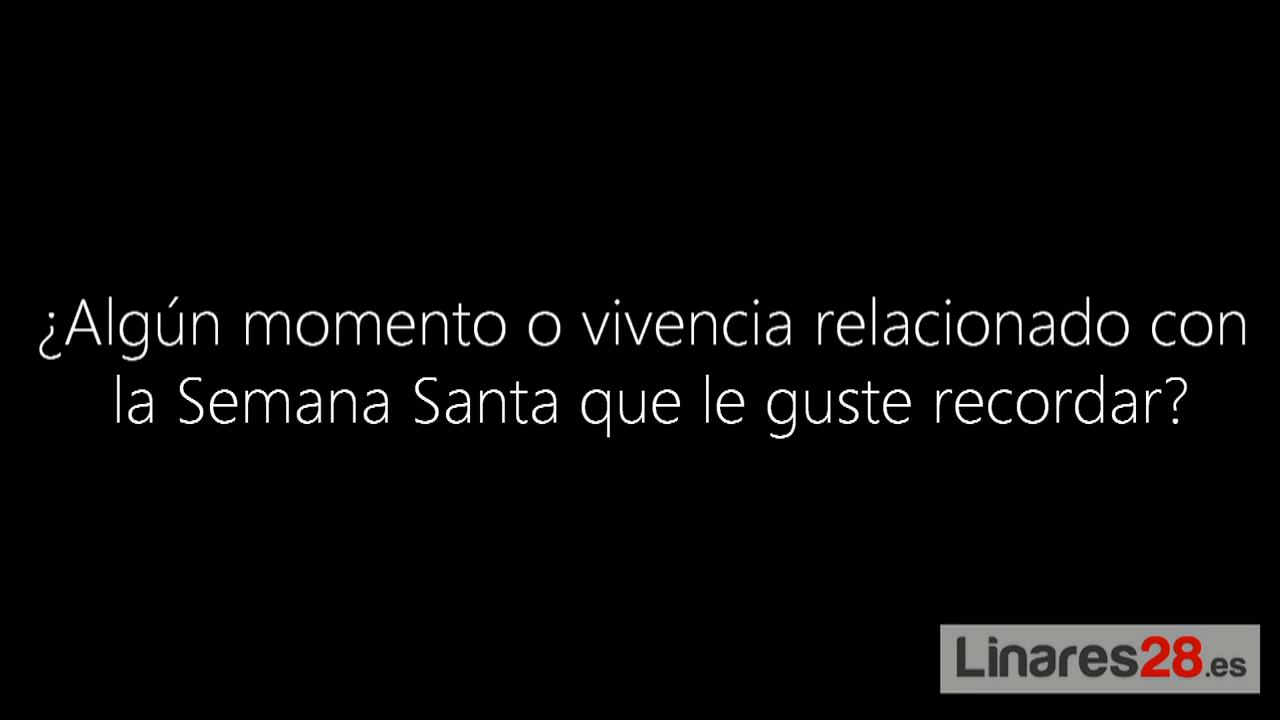 ¿Algún momento o vivencia relacionado con
la Semana Santa que le guste recordar?
Linares28.es